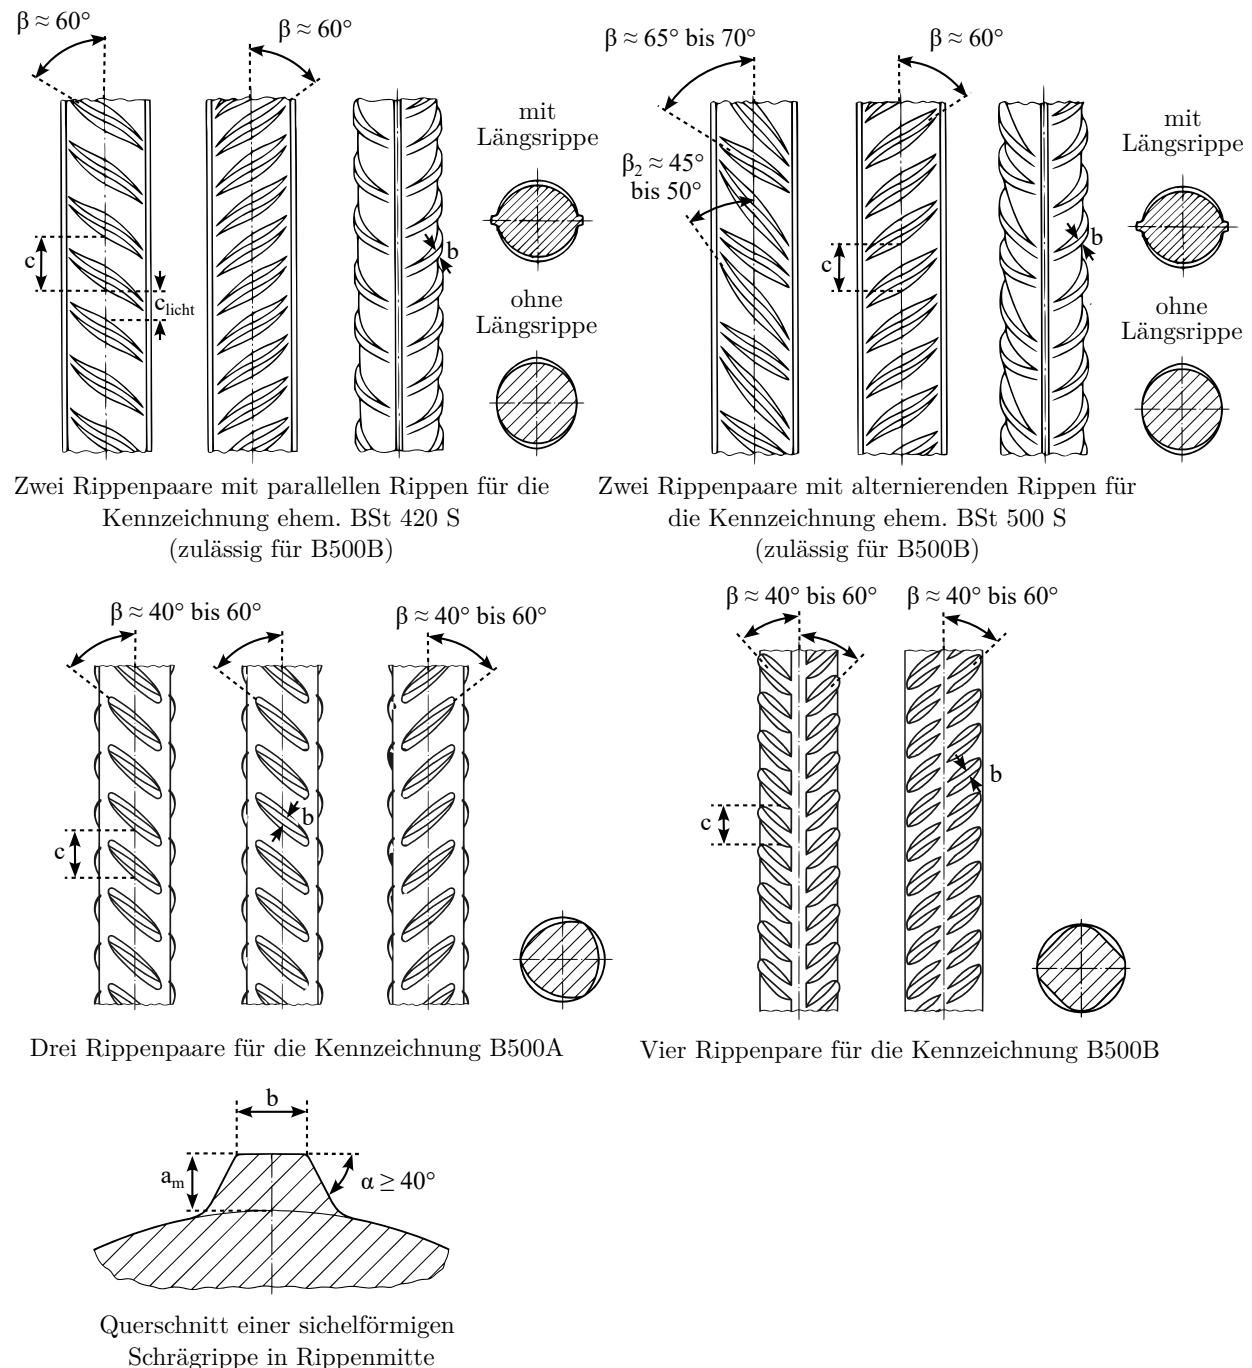 β ≈ 60°
β ≈ 60°
mit
Längsrippe
c
c_licht
b
ohne
Längsrippe
Zwei Rippenpaare mit parallellen Rippen für die
Kennzeichnung ehem. BSt 420 S
(zulässig für B500B)
β ≈ 65° bis 70°
β ≈ 60°
β₂ ≈ 45°
bis 50°
mit
Längsrippe
c
b
ohne
Längsrippe
Zwei Rippenpaare mit alternierenden Rippen für
die Kennzeichnung ehem. BSt 500 S
(zulässig für B500B)
β ≈ 40° bis 60°
β ≈ 40° bis 60°
c
b
Drei Rippenpaare für die Kennzeichnung B500A
β ≈ 40° bis 60°
β ≈ 40° bis 60°
c
b
Vier Rippenpare für die Kennzeichnung B500B
b
aₘ
α ≥ 40°
Querschnitt einer sichelförmigen
Schrägrippe in Rippenmitte